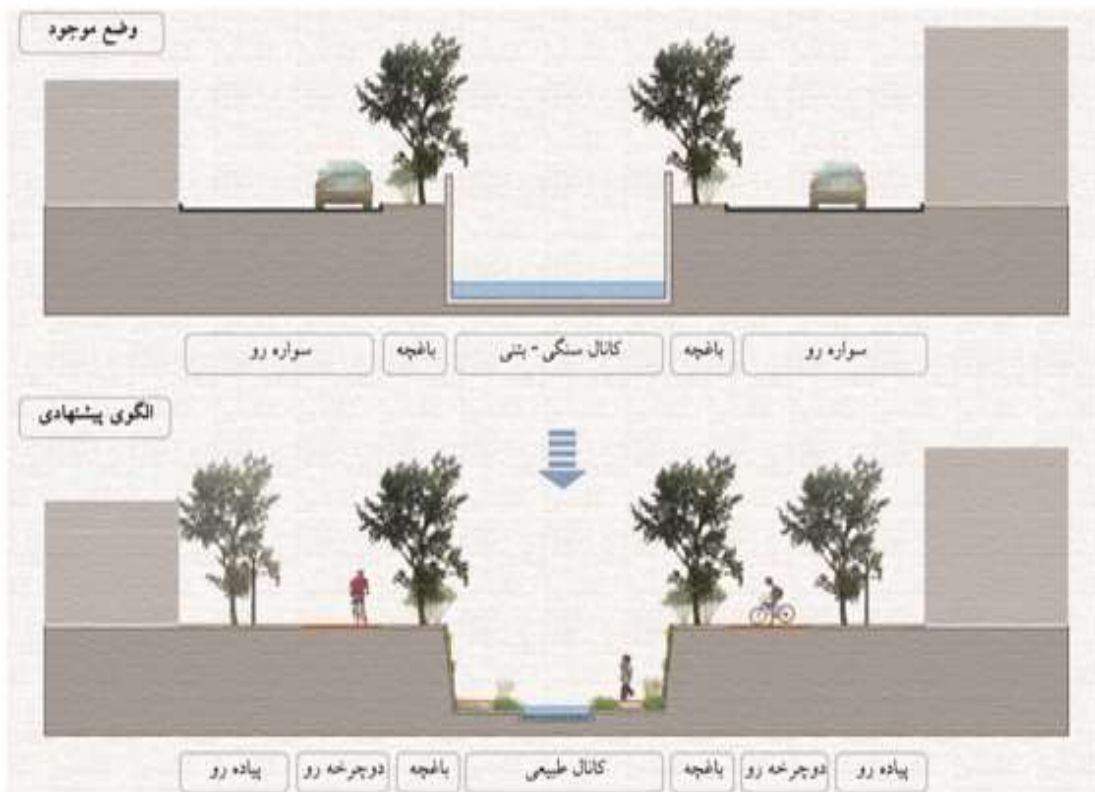 وضع موجود
سواره رو باغچه کانال سنگی - بتنی باغچه سواره رو
الگوی پیشنهادی
پیاده رو دوچرخه رو باغچه کانال طبیعی باغچه دوچرخه رو پیاده رو